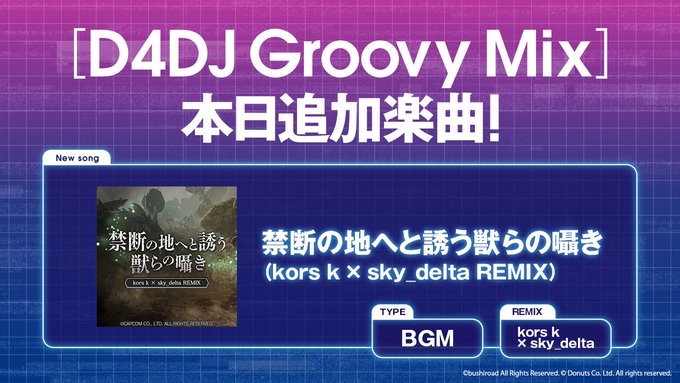 [D4DJ Groovy Mix]
本日追加楽曲!
New song
禁断の地へと誘う
獣らの囁き
kors k × sky_delta REMIX
©CAPCOM CO., LTD. ALL RIGHTS RESERVED.
禁断の地へと誘う獣らの囁き
(kors k × sky_delta REMIX)
TYPE
BGM
REMIX
kors k
× sky_delta
©bushiroad All Rights Reserved. © Donuts Co. Ltd. All rights reserved.